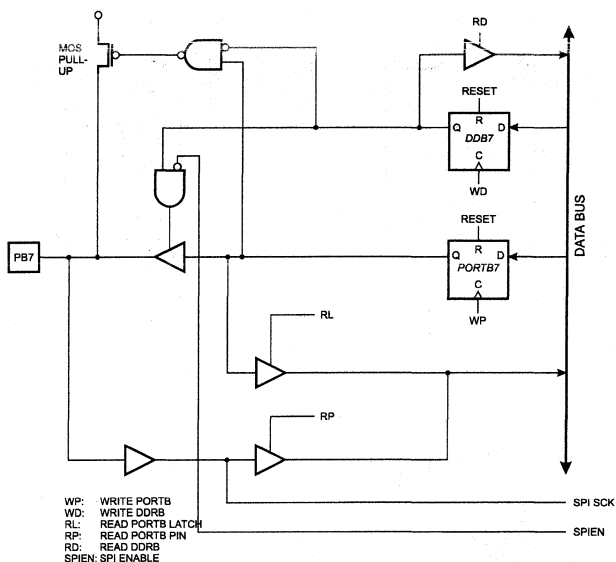 RD
MOS
PULL-
UP
RESET
R
Q
D
DDB7
C
WD
RESET
R
PB7
Q
D
PORTB7
C
WP
DATA BUS
RL
RP
WP: WRITE PORTB
WD: WRITE DDRB
RL: READ PORTB LATCH
RP: READ PORTB PIN
RD: READ DDRB
SPIEN: SPI ENABLE
SPI SCK
SPIEN